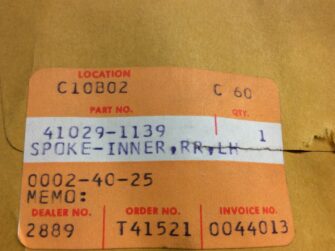 LOCATION
C10B02 C 60
PART NO. QTY.
41029-1139 1
SPOKE-INNER,RR,LH
0002-40-25
MEMO:
DEALER NO. ORDER NO. INVOICE NO.
2889 T41521 0044013